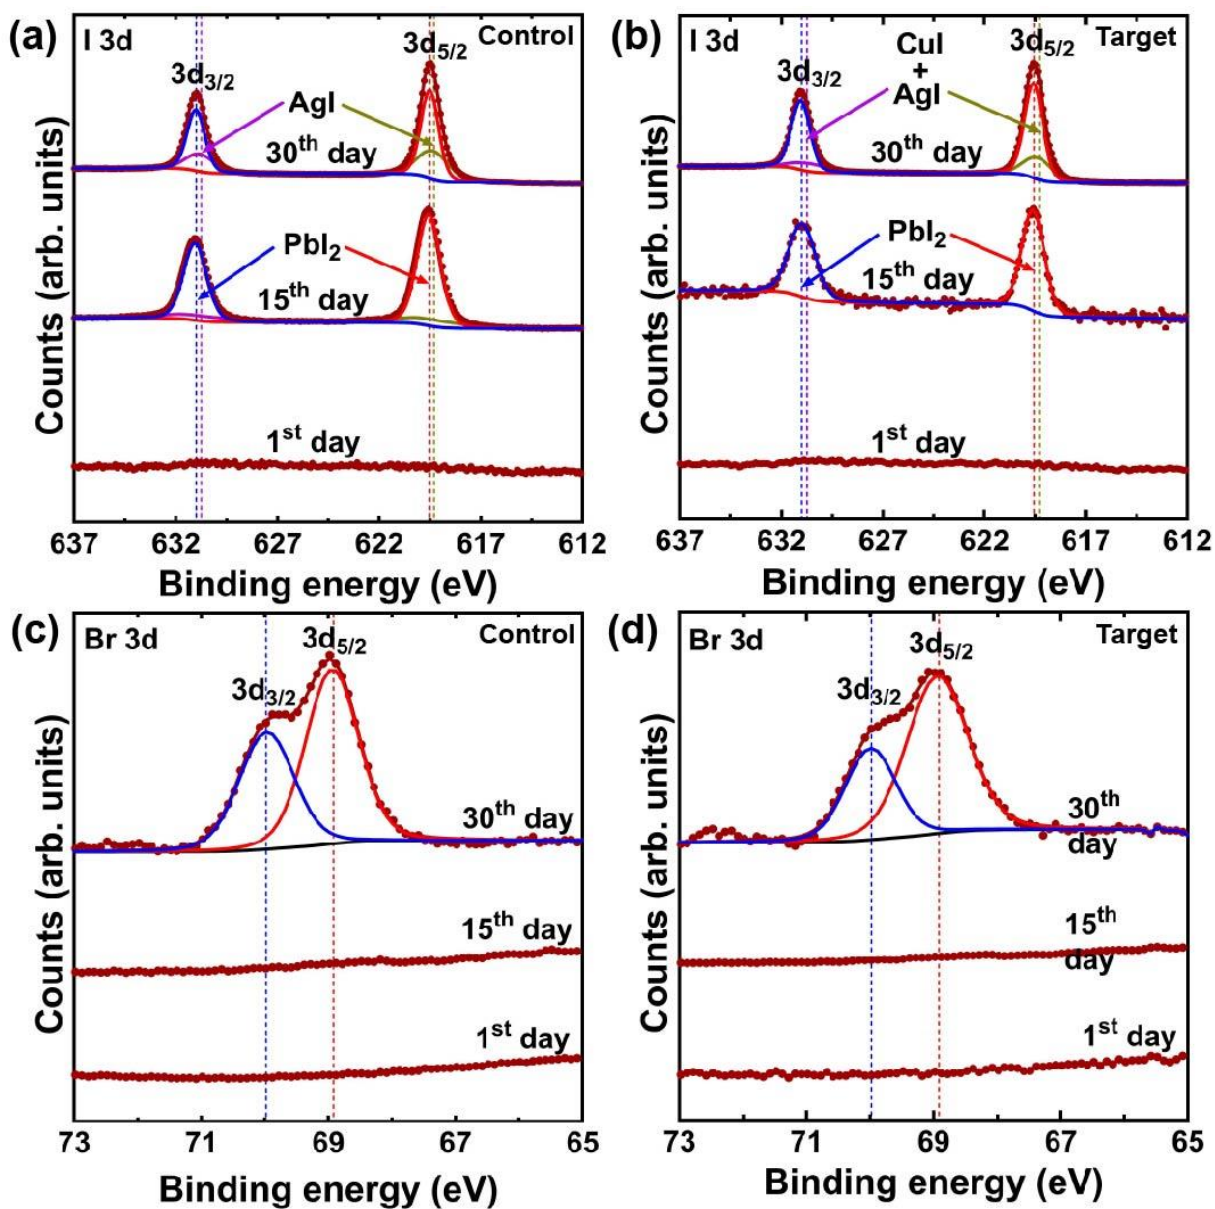 (a)
I 3d
Control
3d3/2
3d5/2
AgI
30th day
PbI2
15th day
1st day
Counts (arb. units)
637 632 627 622 617 612
Binding energy (eV)
(b)
I 3d
Target
3d3/2
3d5/2
CuI
+
AgI
30th day
PbI2
15th day
1st day
Counts (arb. units)
637 632 627 622 617 612
Binding energy (eV)
(c)
Br 3d
Control
3d3/2
3d5/2
30th day
15th day
1st day
Counts (arb. units)
73 71 69 67 65
Binding energy (eV)
(d)
Br 3d
Target
3d3/2
3d5/2
30th
day
15th
day
1st day
Counts (arb. units)
73 71 69 67 65
Binding energy (eV)